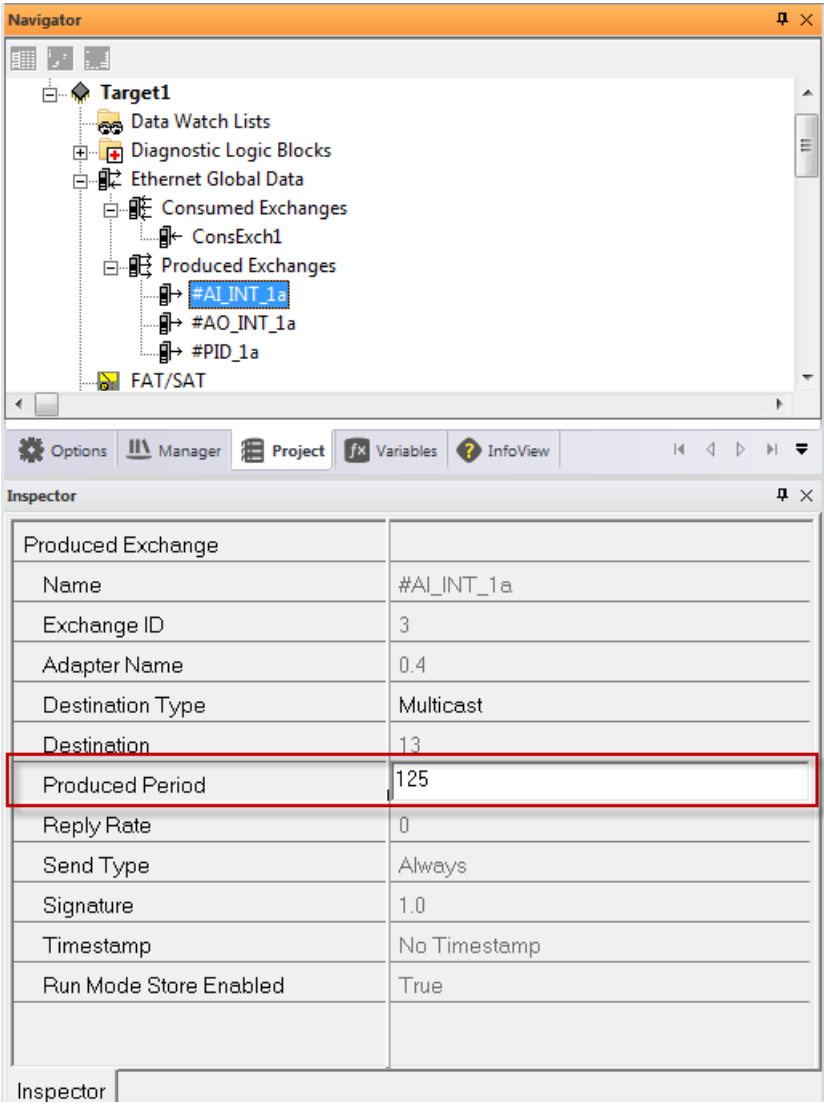 Navigator
Target1
Data Watch Lists
Diagnostic Logic Blocks
Ethernet Global Data
Consumed Exchanges
ConsExch1
Produced Exchanges
#AI_INT_1a
#AO_INT_1a
#PID_1a
FAT/SAT
Options Manager Project Variables InfoView
Inspector
Produced Exchange
Name #AI_INT_1a
Exchange ID 3
Adapter Name 0.4
Destination Type Multicast
Destination 13
Produced Period 125
Reply Rate 0
Send Type Always
Signature 1.0
Timestamp No Timestamp
Run Mode Store Enabled True
Inspector